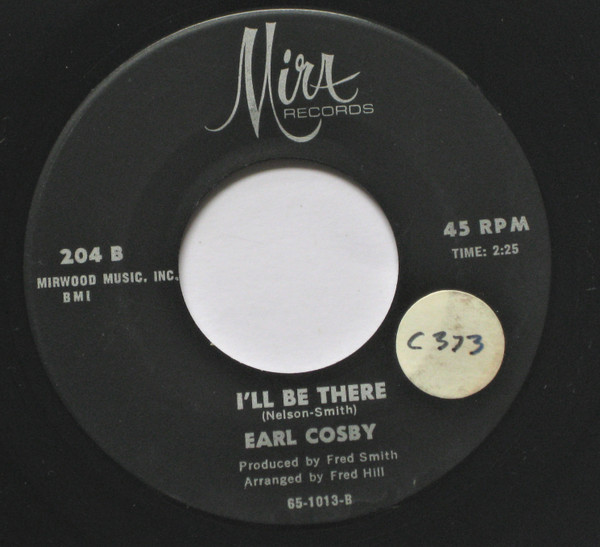 Mira
RECORDS
204 B
MIRWOOD MUSIC, INC.
BMI
45 RPM
TIME: 2:25
C 373
I'LL BE THERE
(Nelson-Smith)
EARL COSBY
Produced by Fred Smith
Arranged by Fred Hill
65-1013-B